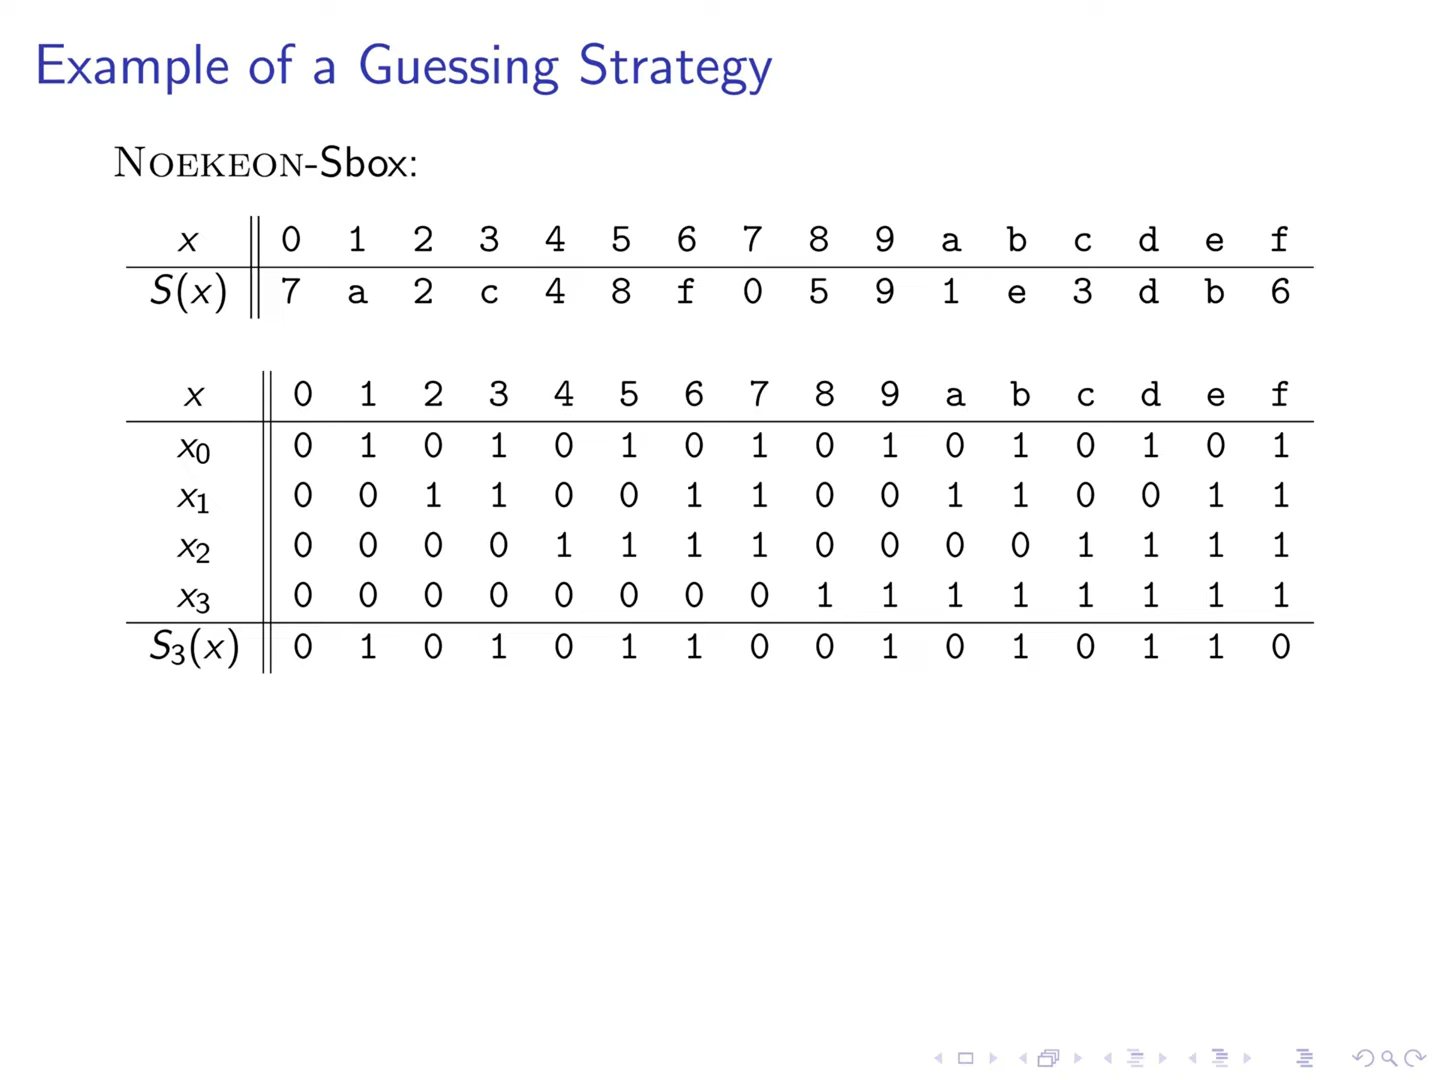 Example of a Guessing Strategy
NOEKEON-Sbox:
x 0 1 2 3 4 5 6 7 8 9 a b c d e f
S(x) 7 a 2 c 4 8 f 0 5 9 1 e 3 d b 6
x 0 1 2 3 4 5 6 7 8 9 a b c d e f
x₀ 0 1 0 1 0 1 0 1 0 1 0 1 0 1 0 1
x₁ 0 0 1 1 0 0 1 1 0 0 1 1 0 0 1 1
x₂ 0 0 0 0 1 1 1 1 0 0 0 0 1 1 1 1
x₃ 0 0 0 0 0 0 0 0 1 1 1 1 1 1 1 1
S₃(x) 0 1 0 1 0 1 1 0 0 1 0 1 0 1 1 0